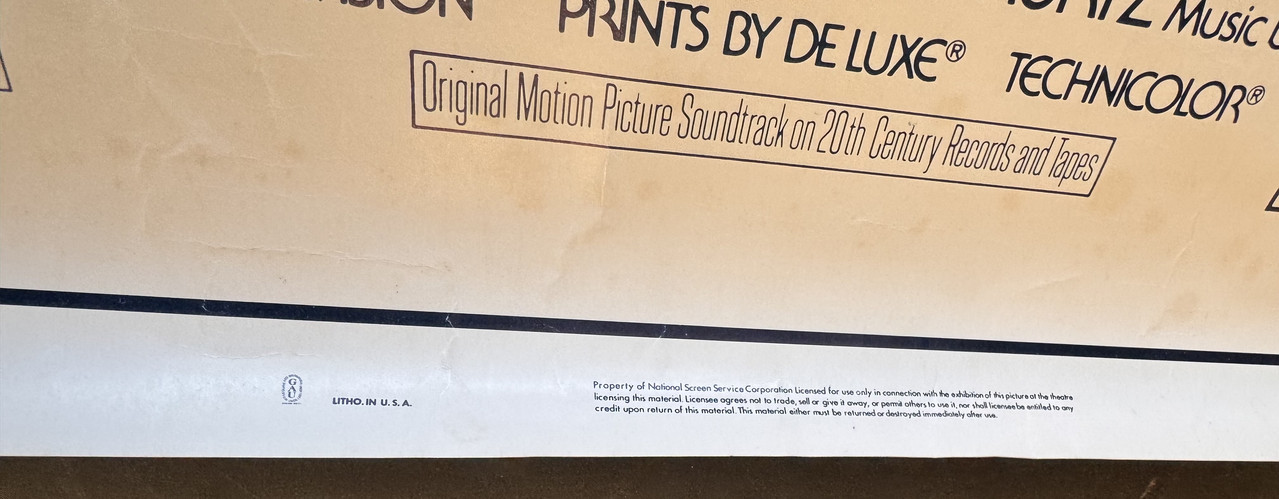 PRINTS BY DE LUXE® TECHNICOLOR®
Music
Original Motion Picture Soundtrack on 20th Century Records and Tapes
LITHO. IN U. S. A.
Property of National Screen Service Corporation Licensed for use only in connection with the exhibition of this picture at the theatre
licensing this material. Licensee agrees not to trade, sell or give it away, or permit others to use it, nor shall licensee be entitled to any
credit upon return of this material. This material either must be returned or destroyed immediately after use.